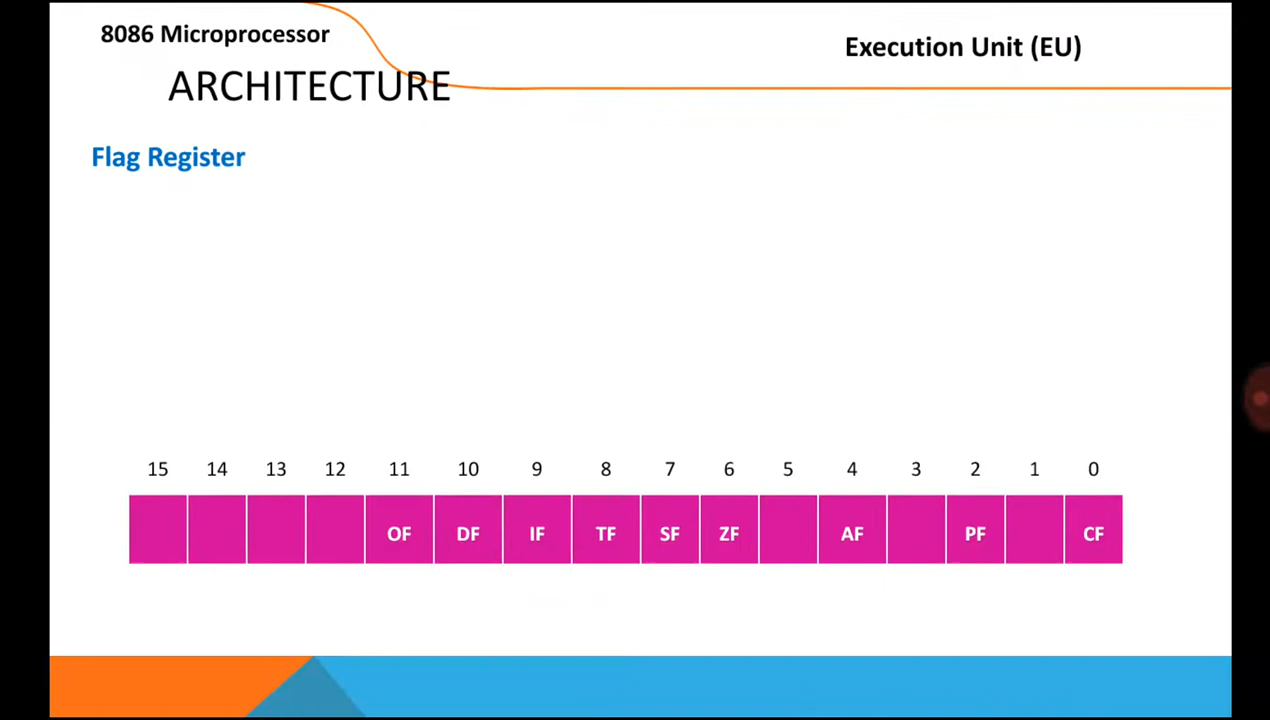 8086 Microprocessor
Execution Unit (EU)
ARCHITECTURE
Flag Register
15 14 13 12 11 10 9 8 7 6 5 4 3 2 1 0
OF DF IF TF SF ZF AF PF CF